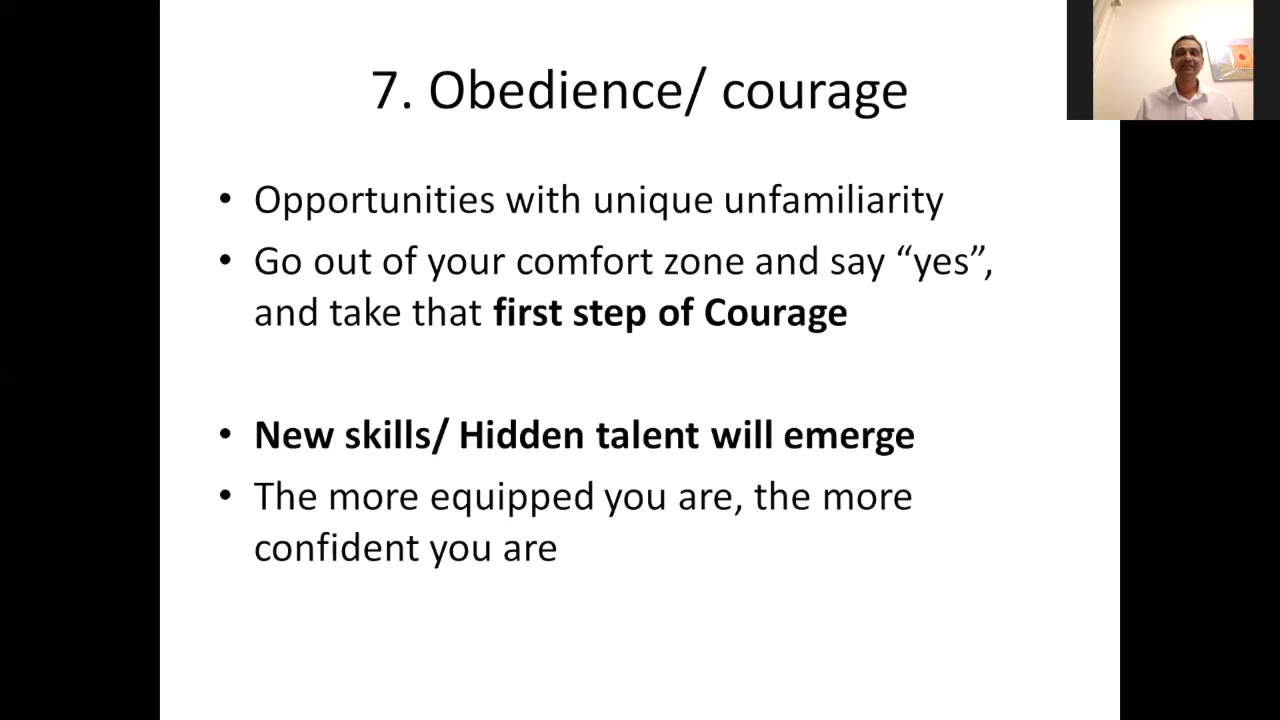 7. Obedience/ courage
• Opportunities with unique unfamiliarity
• Go out of your comfort zone and say “yes”,
and take that first step of Courage
• New skills/ Hidden talent will emerge
• The more equipped you are, the more
confident you are